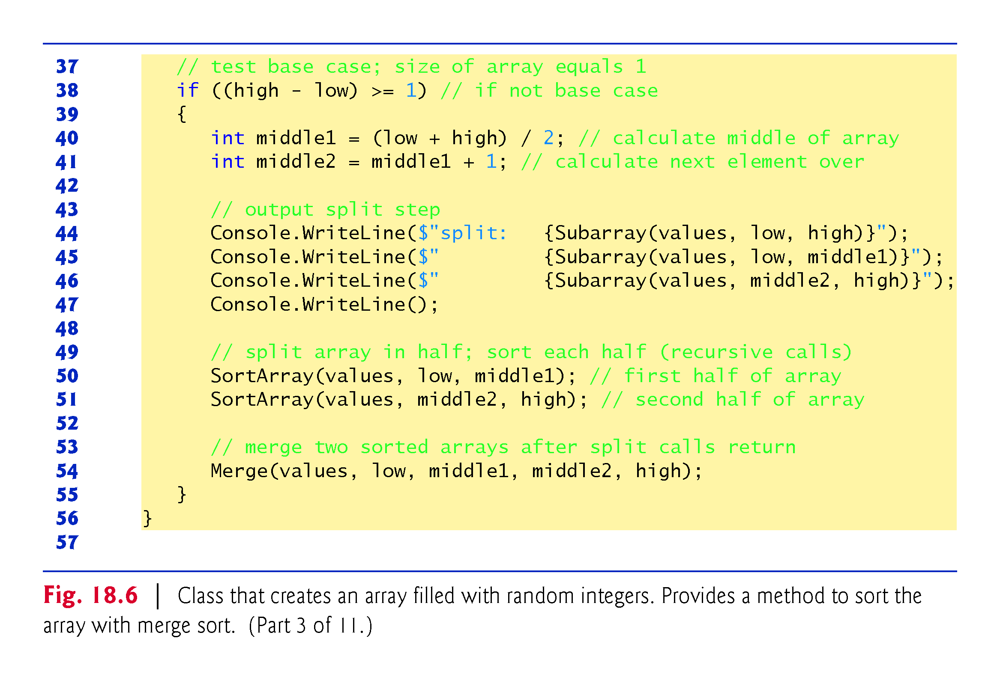 37 // test base case; size of array equals 1
38 if ((high - low) >= 1) // if not base case
39 {
40 int middle1 = (low + high) / 2; // calculate middle of array
41 int middle2 = middle1 + 1; // calculate next element over
42
43 // output split step
44 Console.WriteLine($"split:   {Subarray(values, low, high)}");
45 Console.WriteLine($"         {Subarray(values, low, middle1)}");
46 Console.WriteLine($"         {Subarray(values, middle2, high)}");
47 Console.WriteLine();
48
49 // split array in half; sort each half (recursive calls)
50 SortArray(values, low, middle1); // first half of array
51 SortArray(values, middle2, high); // second half of array
52
53 // merge two sorted arrays after split calls return
54 Merge(values, low, middle1, middle2, high);
55 }
56 }
57
Fig. 18.6 | Class that creates an array filled with random integers. Provides a method to sort the
array with merge sort. (Part 3 of 11.)